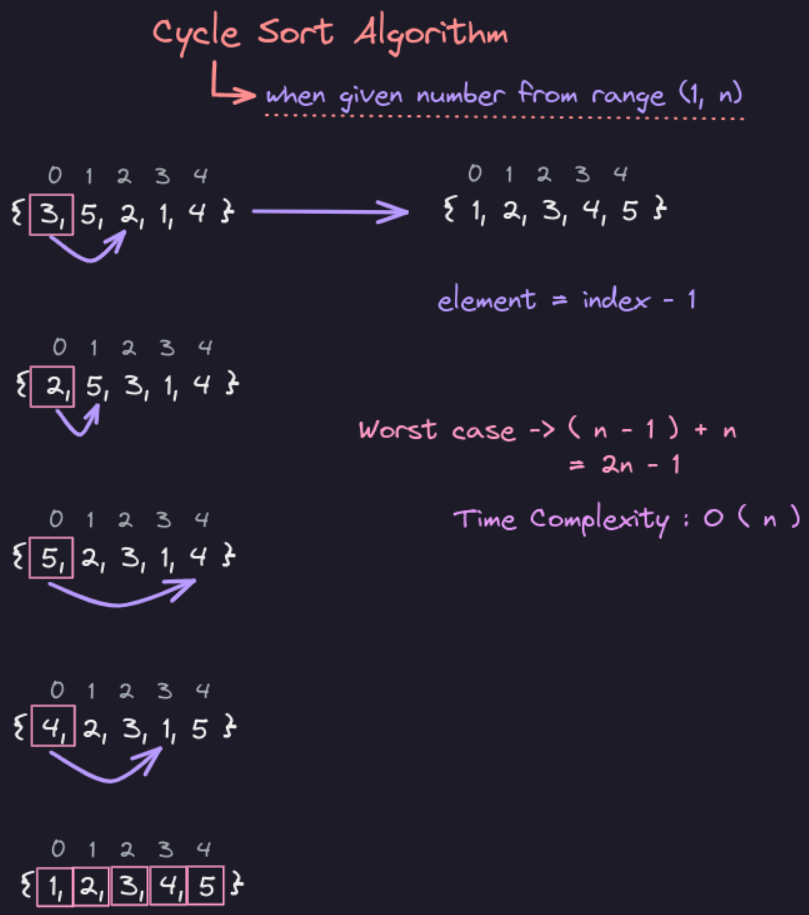 Cycle Sort Algorithm
when given number from range (1, n)
0 1 2 3 4
{ 3, 5, 2, 1, 4 }
0 1 2 3 4
{ 1, 2, 3, 4, 5 }
element = index - 1
0 1 2 3 4
{ 2, 5, 3, 1, 4 }
Worst case -> ( n - 1 ) + n
= 2n - 1
Time Complexity : O ( n )
0 1 2 3 4
{ 5, 2, 3, 1, 4 }
0 1 2 3 4
{ 4, 2, 3, 1, 5 }
0 1 2 3 4
{ 1, 2, 3, 4, 5 }